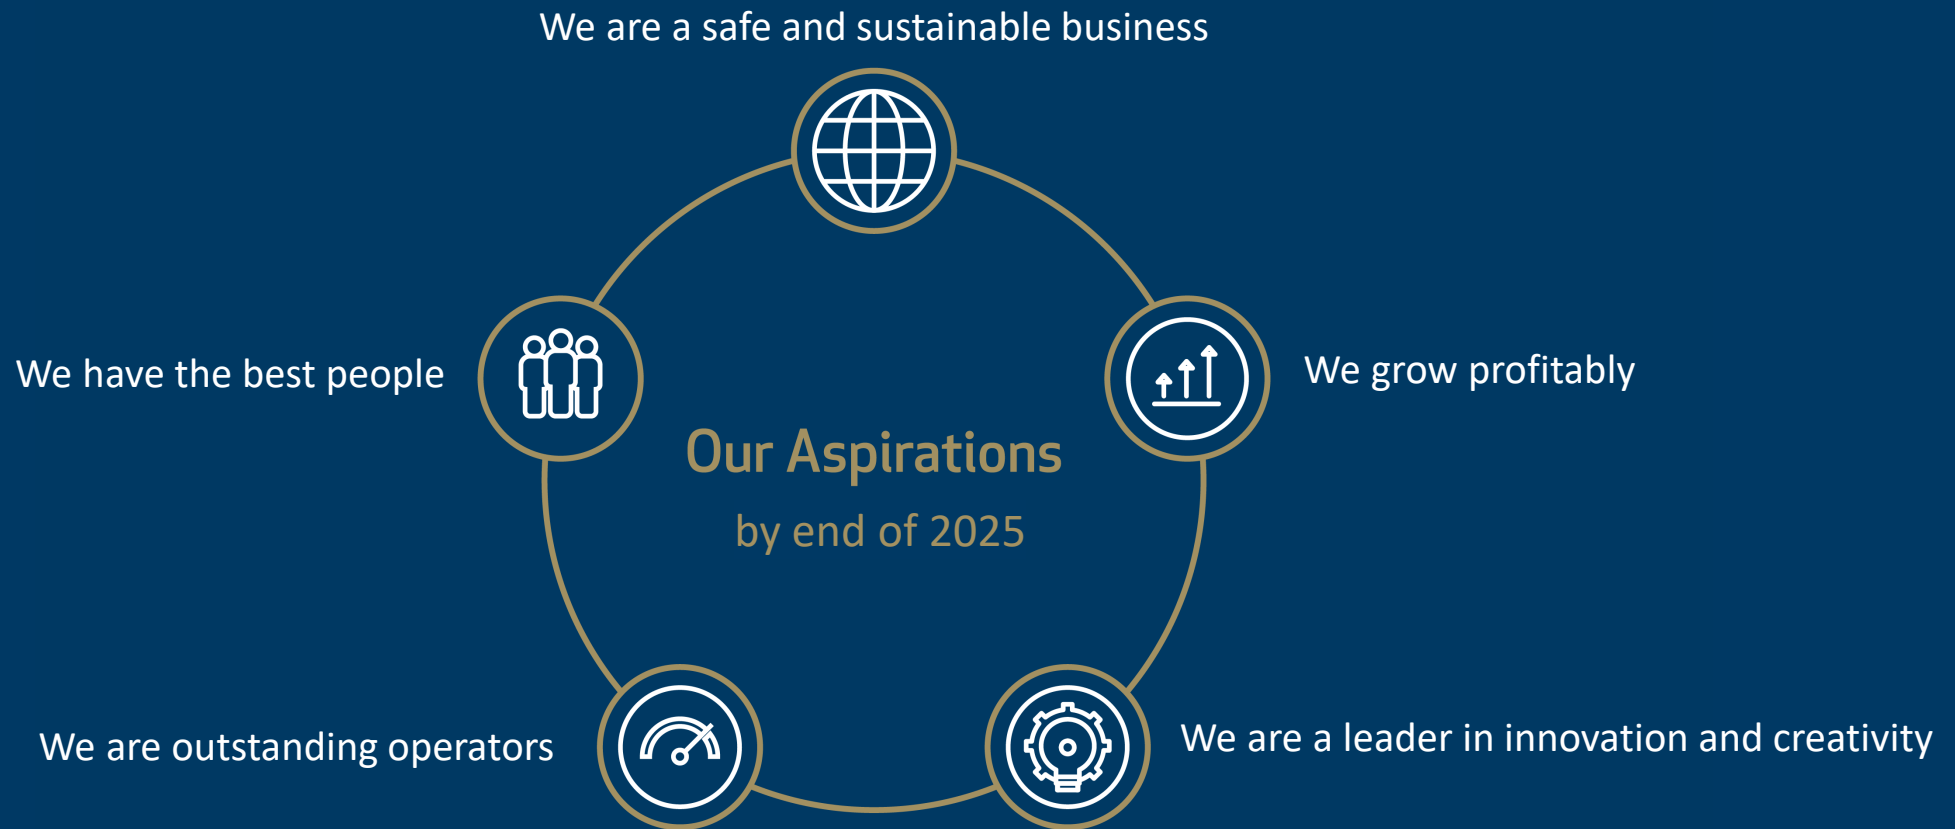 We are a safe and sustainable business
We have the best people
We grow profitably
Our Aspirations
by end of 2025
We are outstanding operators
We are a leader in innovation and creativity